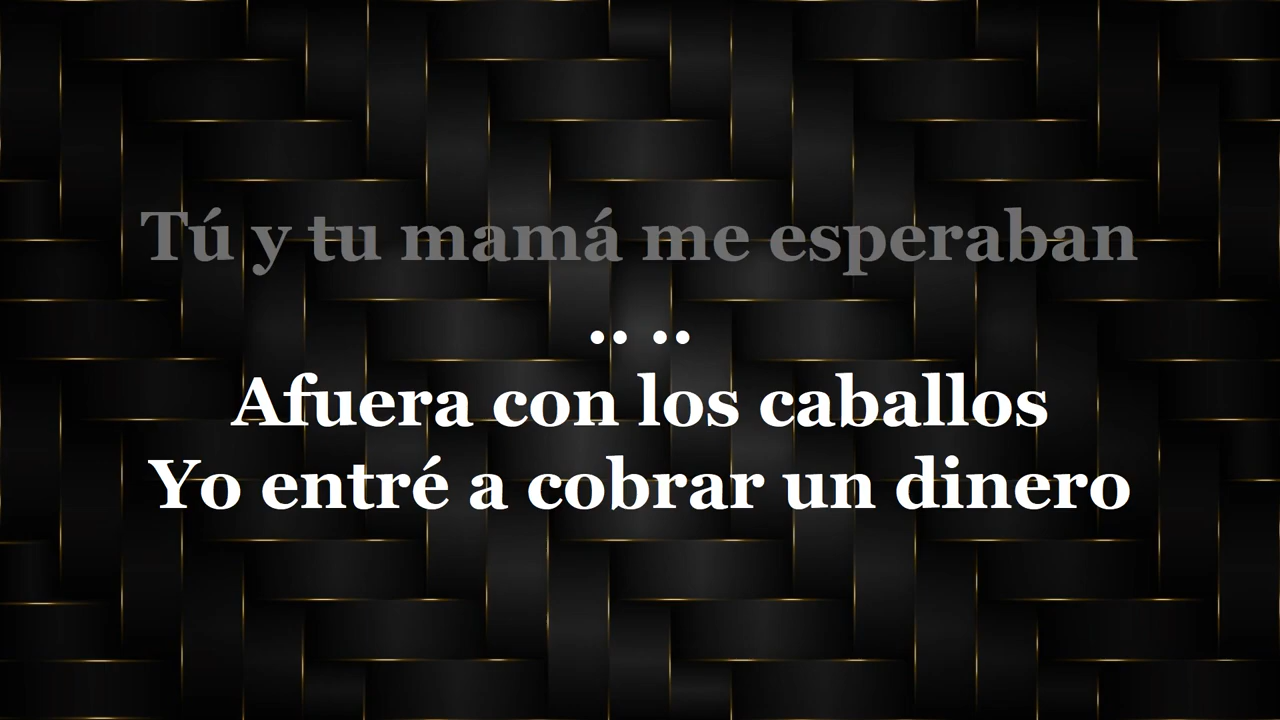 Tú y tu mamá me esperaban
.. ..
Afuera con los caballos
Yo entré a cobrar un dinero